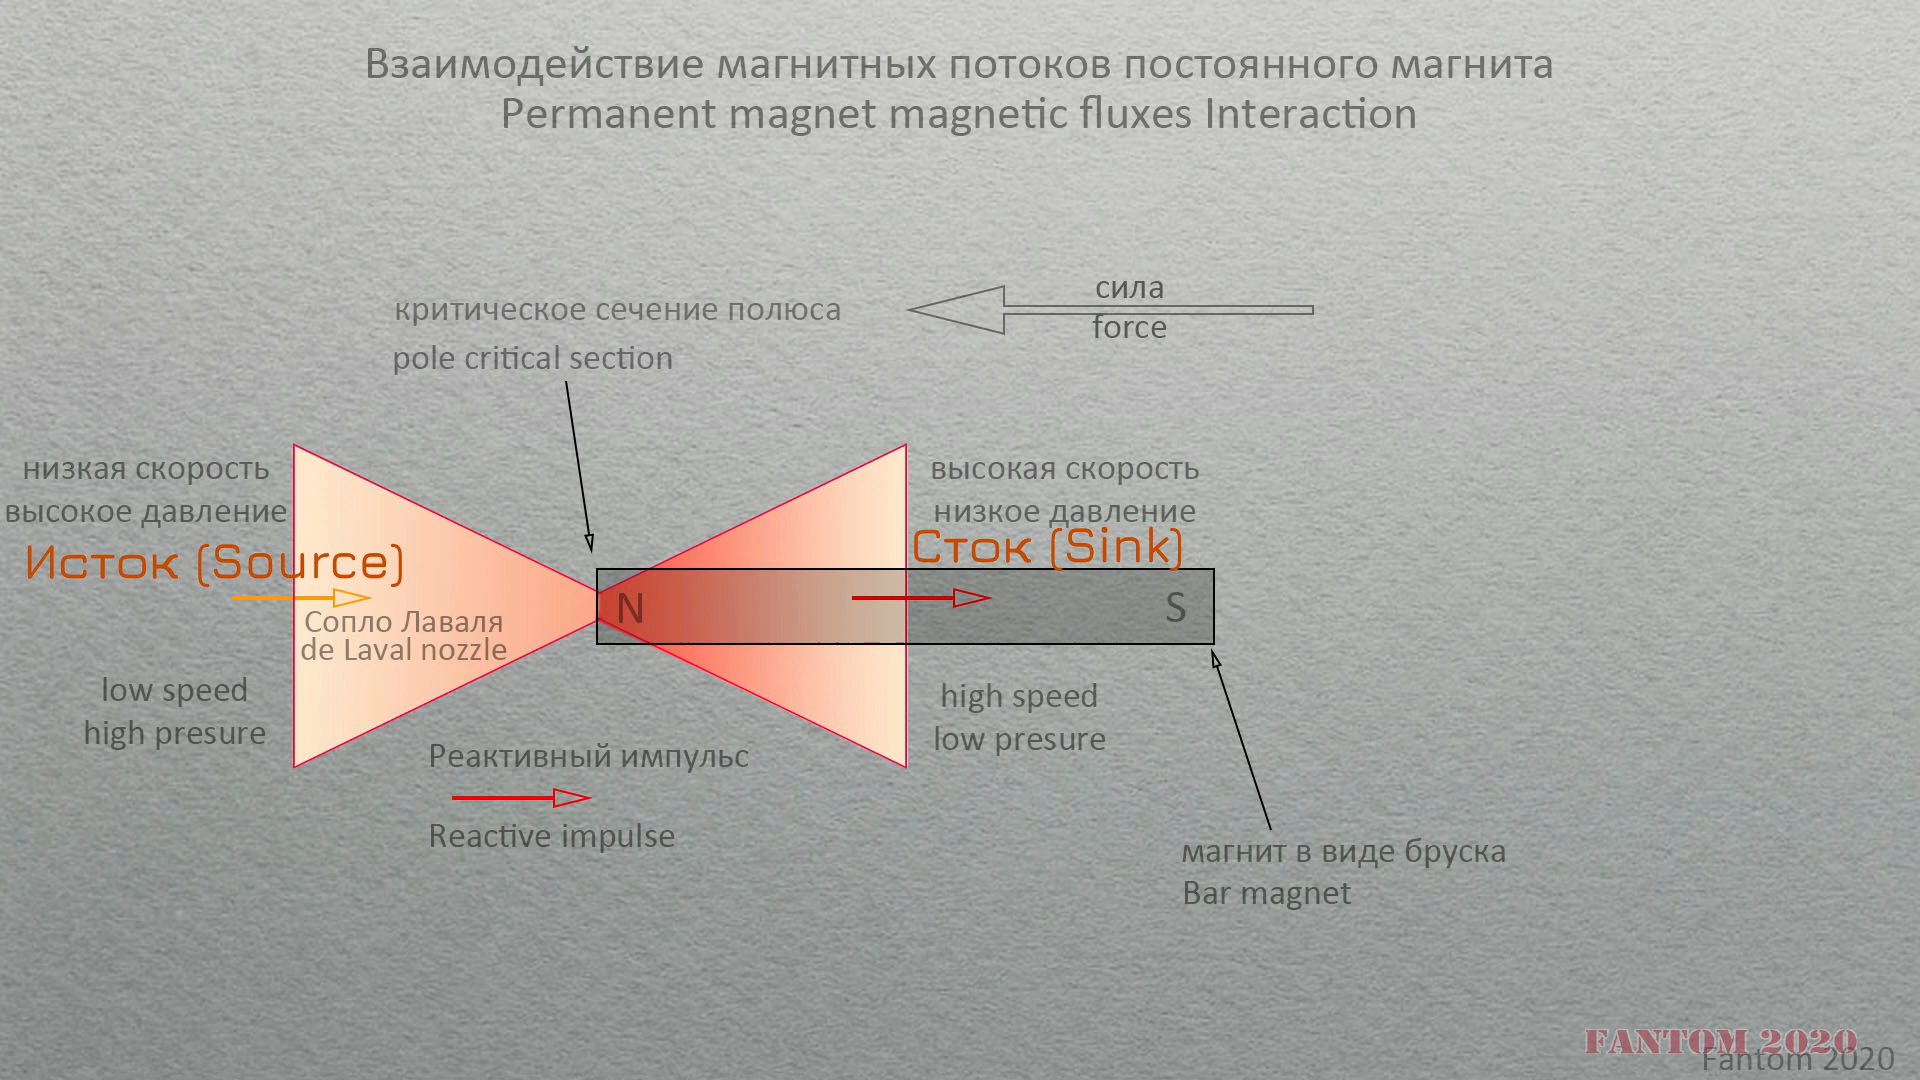 Взаимодействие магнитных потоков постоянного магнита
Permanent magnet magnetic fluxes Interaction
сила
force
критическое сечение полюса
pole critical section
низкая скорость
высокое давление
Исток (Source)
высокая скорость
низкое давление
Сток (Sink)
N
S
Сопло Лаваля
de Laval nozzle
low speed
high presure
high speed
low presure
Реактивный импульс
Reactive impulse
магнит в виде бруска
Bar magnet
FANTOM 2020
Fantom 2020